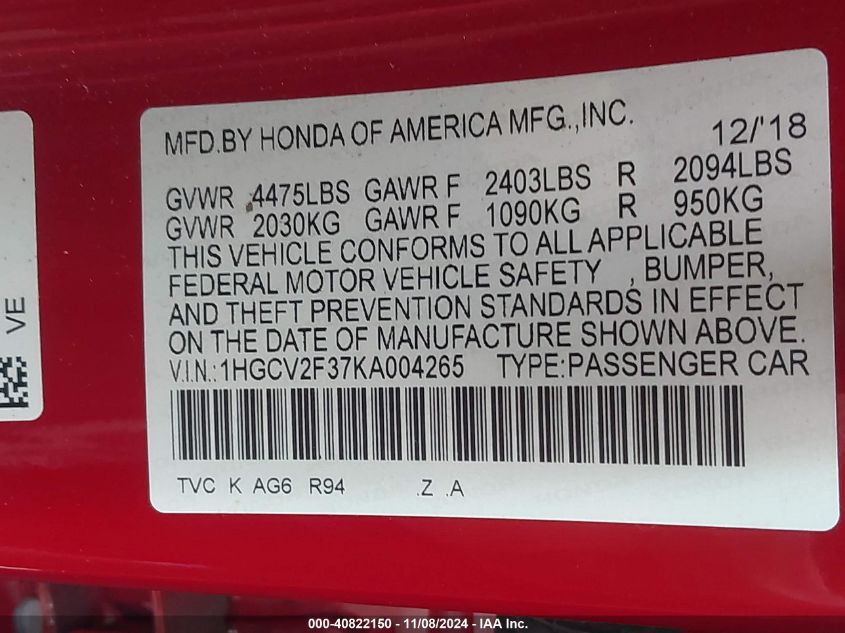 MFD.BY HONDA OF AMERICA MFG.,INC. 12/'18
GVWR 4475LBS GAWR F 2403LBS R 2094LBS
GVWR 2030KG GAWR F 1090KG R 950KG
THIS VEHICLE CONFORMS TO ALL APPLICABLE
FEDERAL MOTOR VEHICLE SAFETY , BUMPER,
AND THEFT PREVENTION STANDARDS IN EFFECT
ON THE DATE OF MANUFACTURE SHOWN ABOVE.
V.I.N.:1HGCV2F37KA004265 TYPE:PASSENGER CAR
TVC K AG6 R94 .Z .A
VE
000-40822150 - 11/08/2024 - IAA Inc.